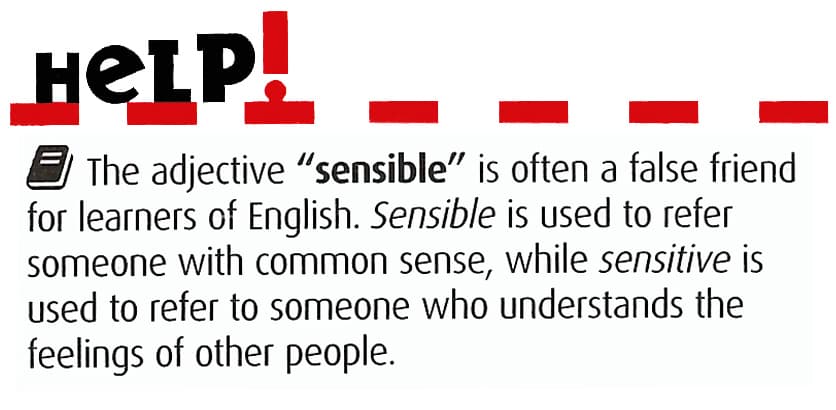 HeLP!
The adjective “sensible” is often a false friend
for learners of English. Sensible is used to refer
someone with common sense, while sensitive is
used to refer to someone who understands the
feelings of other people.